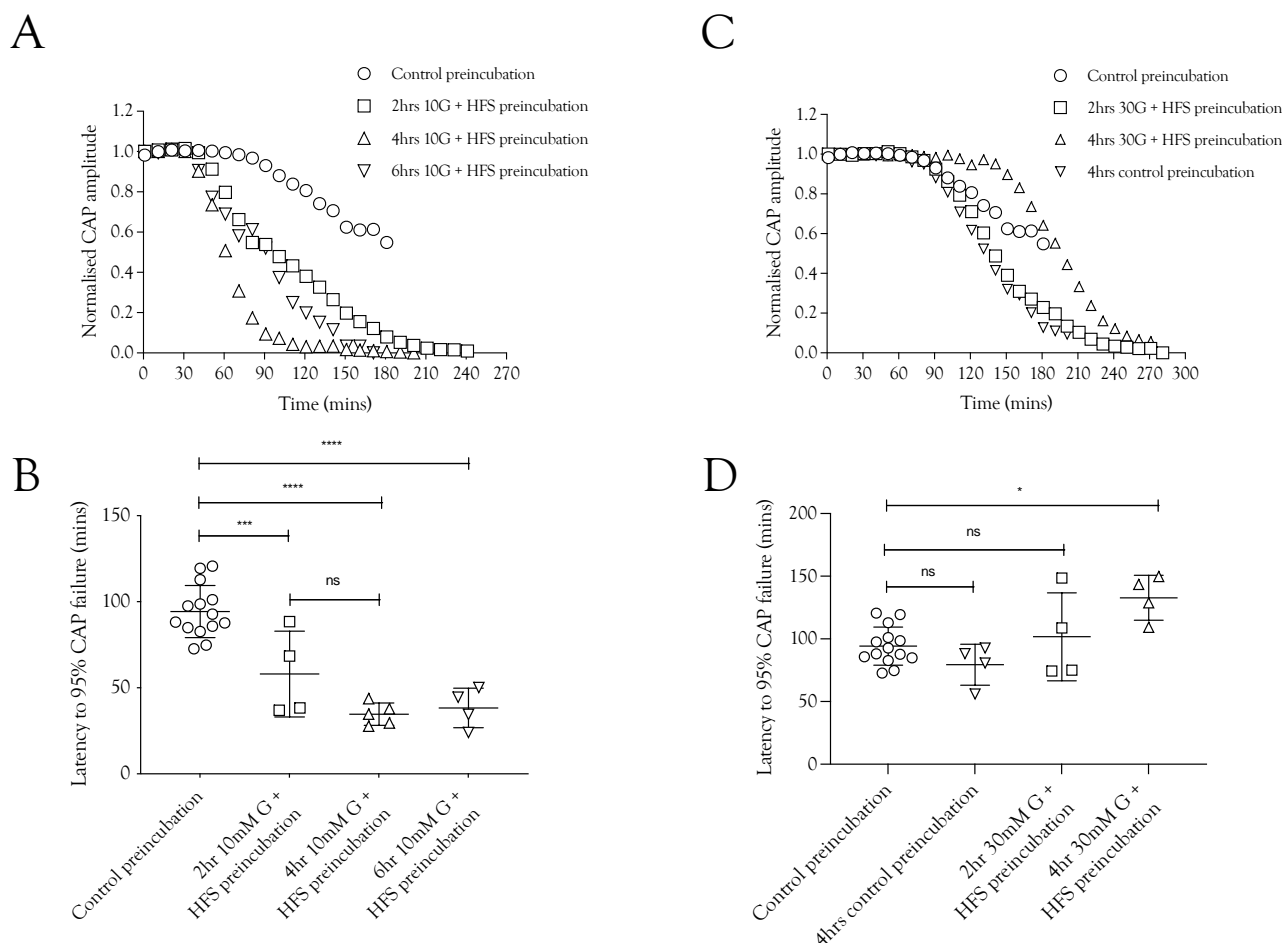 A
Control preincubation
2hrs 10G + HFS preincubation
4hrs 10G + HFS preincubation
6hrs 10G + HFS preincubation
Normalised CAP amplitude
1.2
1.0
0.8
0.6
0.4
0.2
0.0
0 30 60 90 120 150 180 210 240 270
Time (mins)
C
Control preincubation
2hrs 30G + HFS preincubation
4hrs 30G + HFS preincubation
4hrs control preincubation
Normalised CAP amplitude
1.2
1.0
0.8
0.6
0.4
0.2
0.0
0 30 60 90 120 150 180 210 240 270 300
Time (mins)
B
****
****
***
ns
Latency to 95% CAP failure (mins)
150
100
50
0
Control preincubation
2hr 10mM G +
HFS preincubation
4hr 10mM G +
HFS preincubation
6hr 10mM G +
HFS preincubation
D
*
ns
ns
Latency to 95% CAP failure (mins)
200
150
100
50
0
Control preincubation
4hrs control preincubation
2hr 30mM G +
HFS preincubation
4hr 30mM G +
HFS preincubation